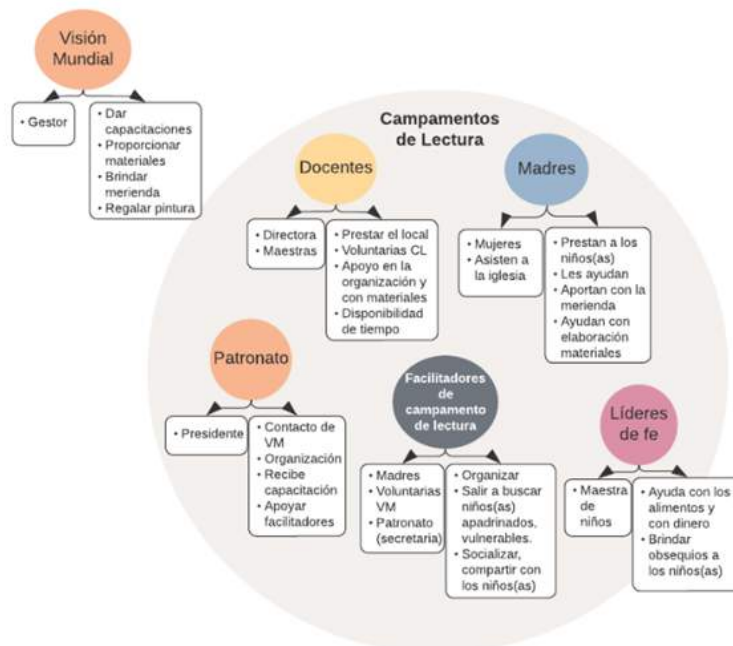 Visión
Mundial
• Gestor
• Dar
capacitaciones
• Proporcionar
materiales
• Brindar
merienda
• Regalar pintura
Campamentos
de Lectura
Docentes
• Directora
• Maestras
• Prestar el local
• Voluntarias CL
• Apoyo en la
organización y
con materiales
• Disponibilidad
de tiempo
Madres
• Mujeres
• Asisten a
la iglesia
• Prestan a los
niños(as)
• Les ayudan
• Aportan con la
merienda
• Ayudan con
elaboración
materiales
Patronato
• Presidente
• Contacto de
VM
• Organización
• Recibe
capacitación
• Apoyar
facilitadores
Facilitadores
de
campamento
de lectura
• Madres
• Voluntarias
VM
• Patronato
(secretaria)
• Organizar
• Salir a buscar
niños(as)
apadrinados,
vulnerables.
• Socializar,
compartir con
los niños(as)
Líderes
de fe
• Maestra
de
niños
• Ayuda con los
alimentos y
con dinero
• Brindar
obsequios a
los niños(as)